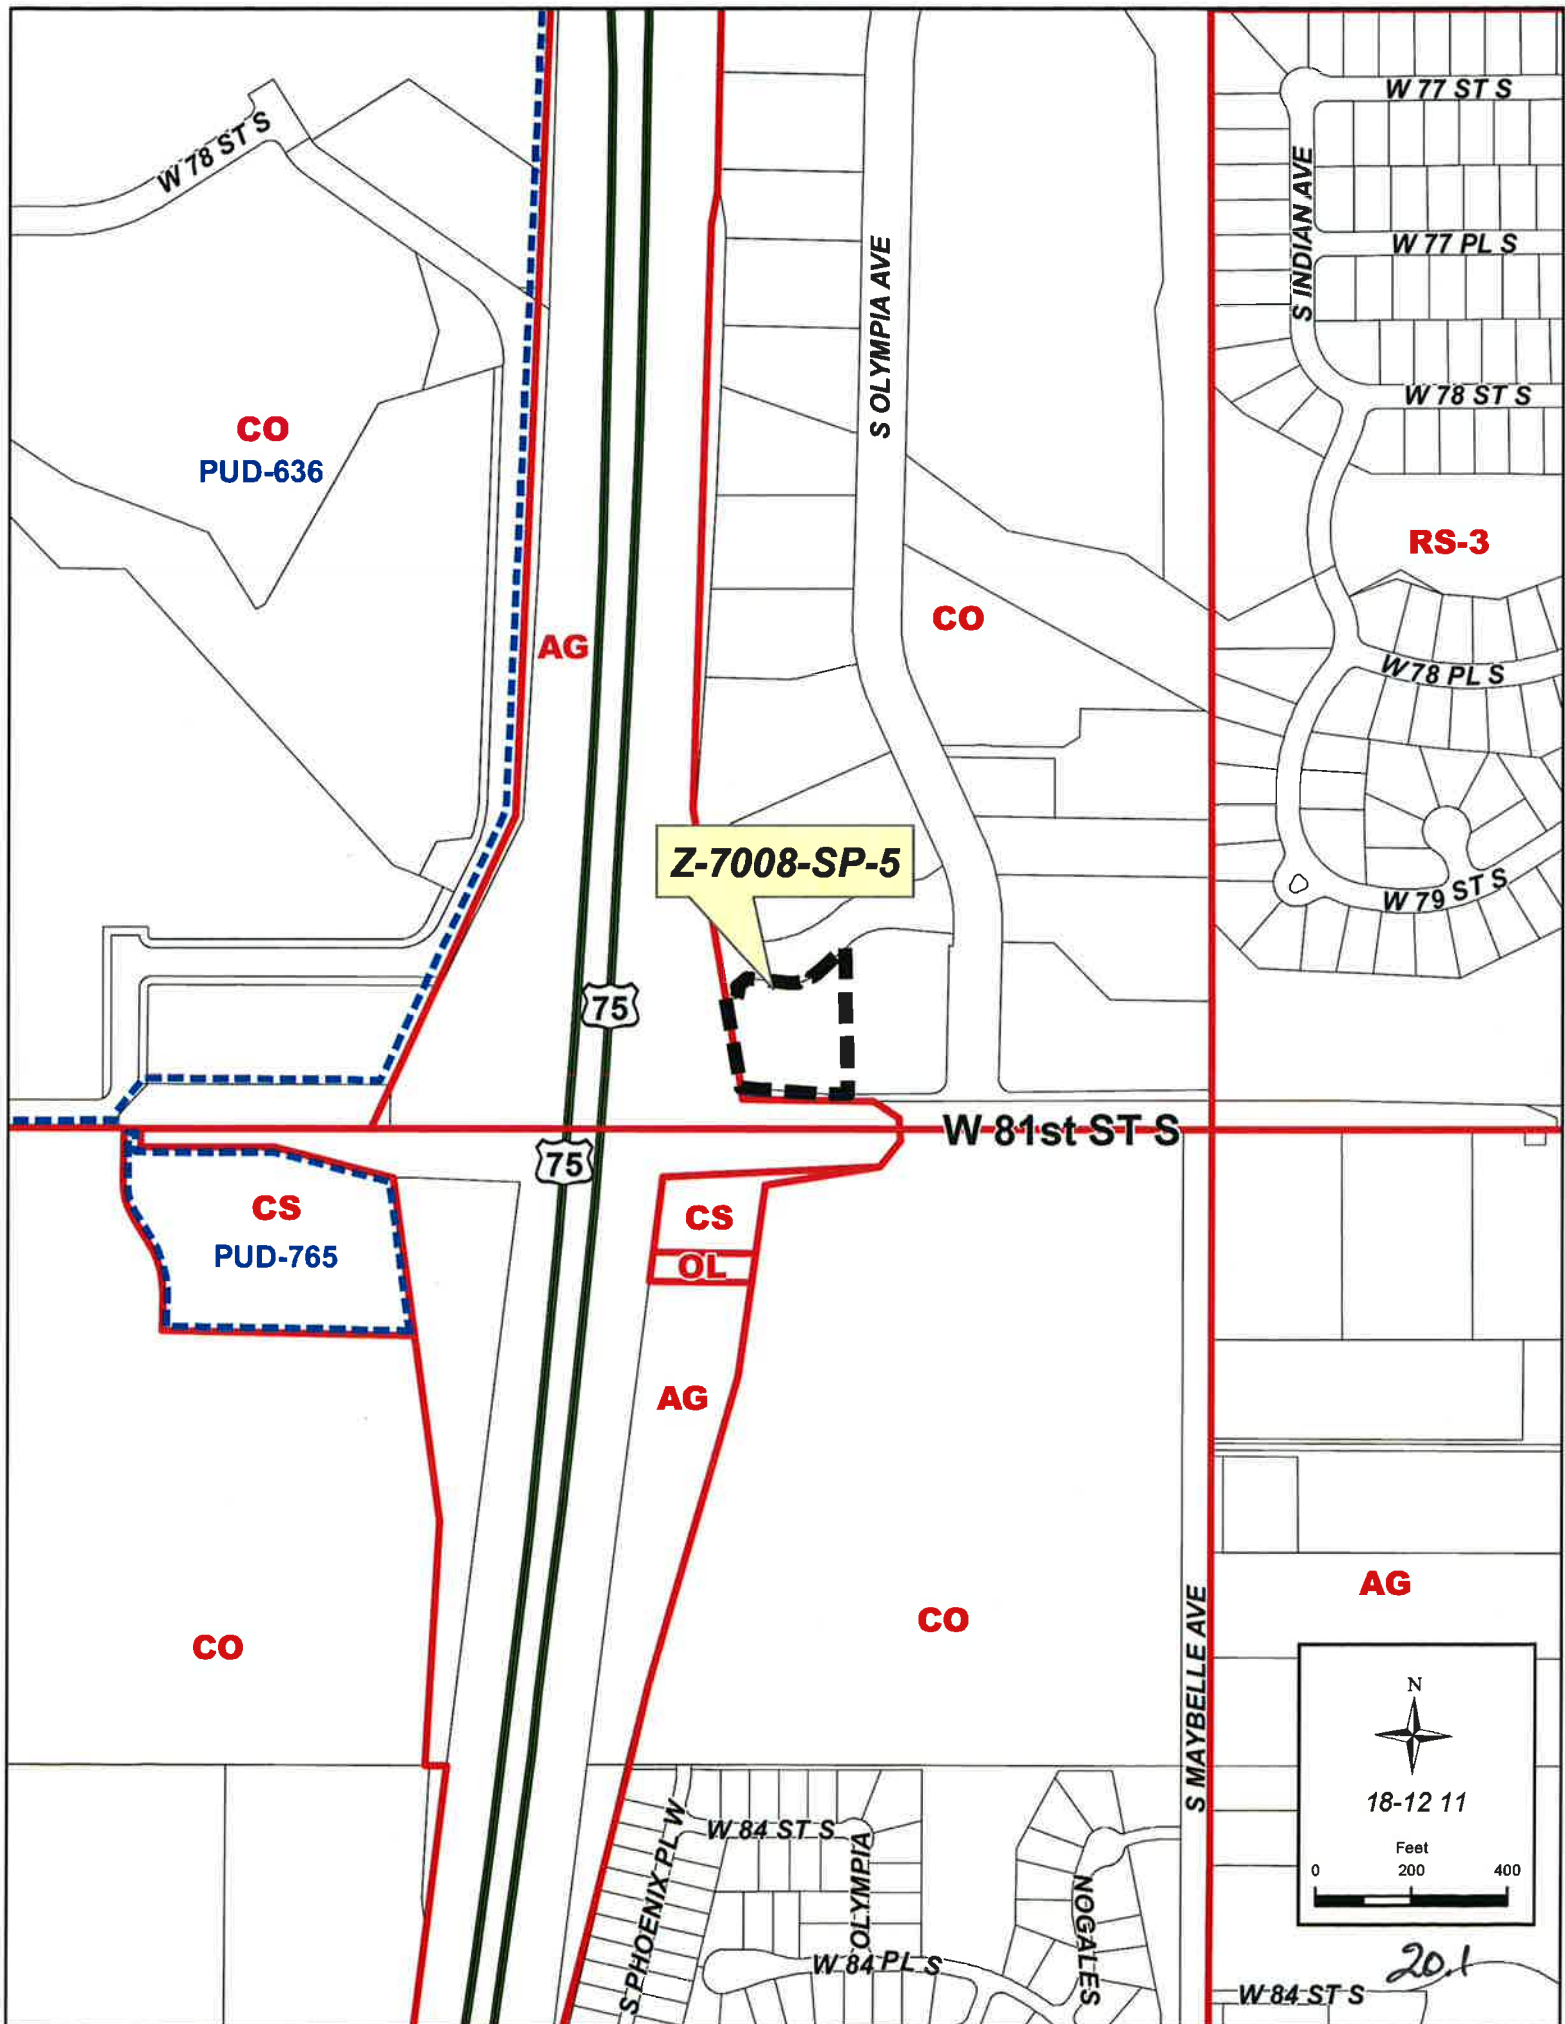 W 77 ST S
W 78 ST S
S INDIAN AVE
W 77 PL S
S OLYMPIA AVE
W 78 ST S
CO
PUD-636
RS-3
CO
AG
W 78 PL S
Z-7008-SP-5
W 79 ST S
75
W 81st ST S
75
CS
PUD-765
CS
OL
AG
AG
CO
CO
S MAYBELLE AVE
N
18-12 11
Feet
0 200 400
W 84 ST S
S PHOENIX PL W
OLYMPIA
NOGALES
W 84 PL S
20.1
W 84 ST S